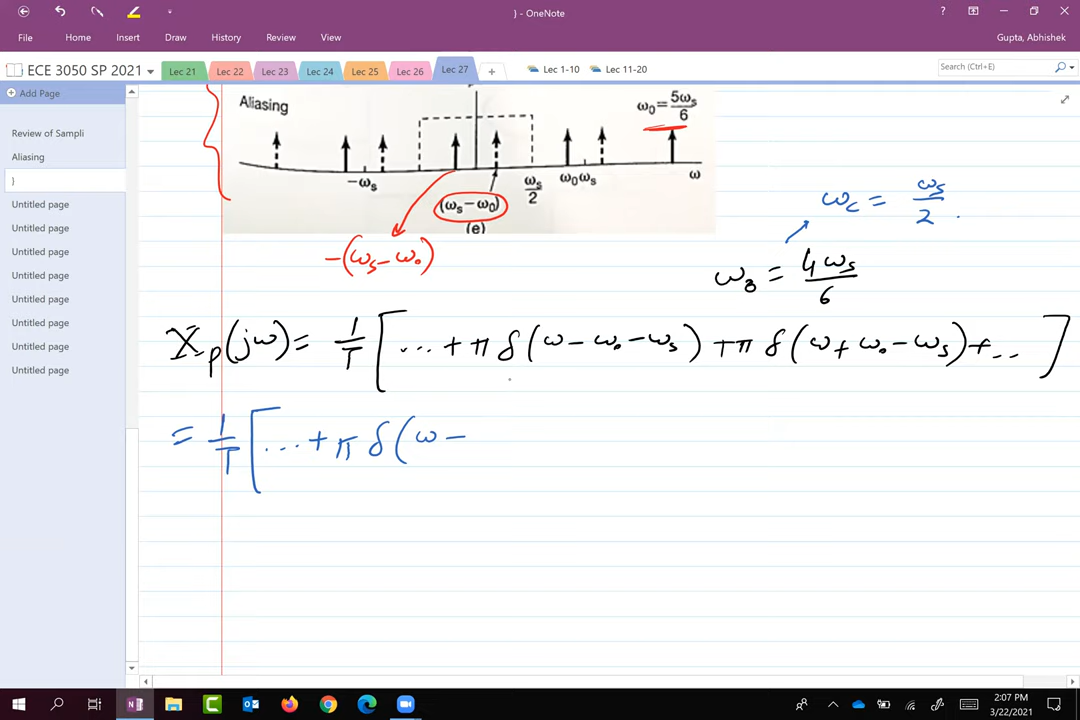 } - OneNote
Gupta, Abhishek
File Home Insert Draw History Review View
ECE 3050 SP 2021
Lec 21 Lec 22 Lec 23 Lec 24 Lec 25 Lec 26 Lec 27 + Lec 1-10 Lec 11-20
Search (Ctrl+E)
Add Page
Review of Sampli
Aliasing
}
Untitled page
Untitled page
Untitled page
Untitled page
Untitled page
Untitled page
Untitled page
Untitled page
Aliasing
ω₀ = 5ωs/6
-ωs (ωs - ω₀) ωs/2 ω₀ ωs ω
(e)
-(ωs - ω₀)
ωc = ωs/2 .
ωB = 4ωs/6
Xp(jω) = 1/T [ ... + π δ(ω - ω₀ - ωs) + π δ(ω + ω₀ - ωs) + ... ]
= 1/T [ ... + π δ(ω -
2:07 PM
3/22/2021